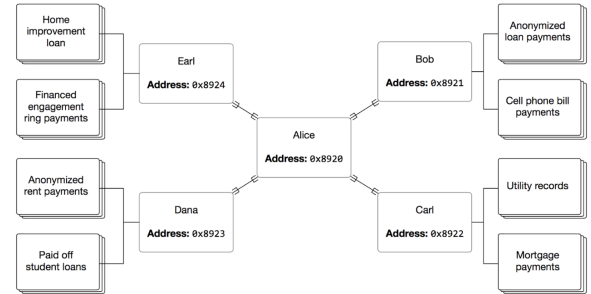 Home
improvement
loan
Financed
engagement
ring payments
Earl
Address: 0x8924
Bob
Address: 0x8921
Anonymized
loan payments
Cell phone bill
payments
Alice
Address: 0x8920
Anonymized
rent payments
Paid off
student loans
Dana
Address: 0x8923
Carl
Address: 0x8922
Utility records
Mortgage
payments